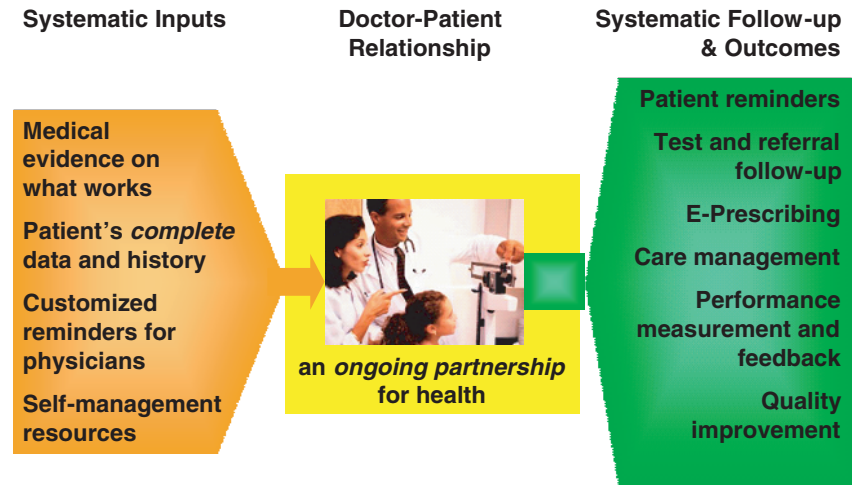 Systematic Inputs
Doctor-Patient
Relationship
Systematic Follow-up
& Outcomes
Medical
evidence on
what works
Patient's complete
data and history
Customized
reminders for
physicians
Self-management
resources
an ongoing partnership
for health
Patient reminders
Test and referral
follow-up
E-Prescribing
Care management
Performance
measurement and
feedback
Quality
improvement